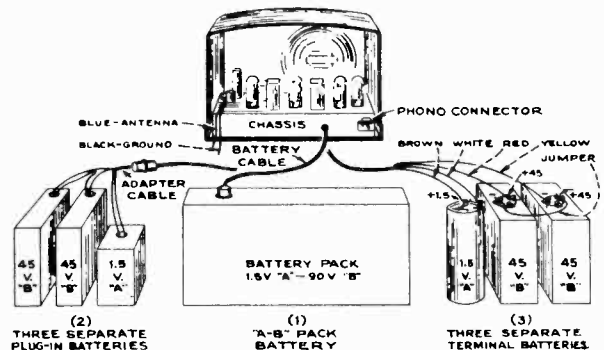 BLUE-ANTENNA
BLACK-GROUND
CHASSIS
PHONO CONNECTOR
BATTERY
CABLE
BROWN WHITE RED YELLOW
JUMPER
ADAPTER
CABLE
+1.5
+45
+45
45
V.
"B"
45
V.
"B"
1.5
V.
"A"
BATTERY PACK
1.5V "A"-90V "B"
1.5
V.
"A"
45
V.
"B"
45
V.
"B"
(2)
THREE SEPARATE
PLUG-IN BATTERIES
(1)
"A-B" PACK
BATTERY
(3)
THREE SEPARATE
TERMINAL BATTERIES